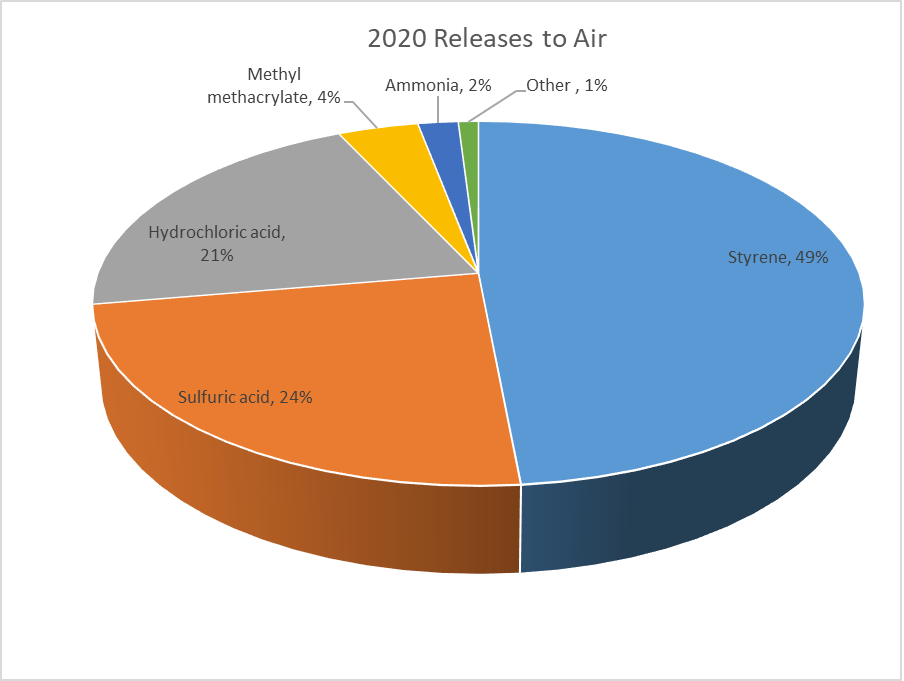 2020 Releases to Air
Methyl
methacrylate, 4%
Ammonia, 2%
Other , 1%
Hydrochloric acid,
21%
Styrene, 49%
Sulfuric acid, 24%